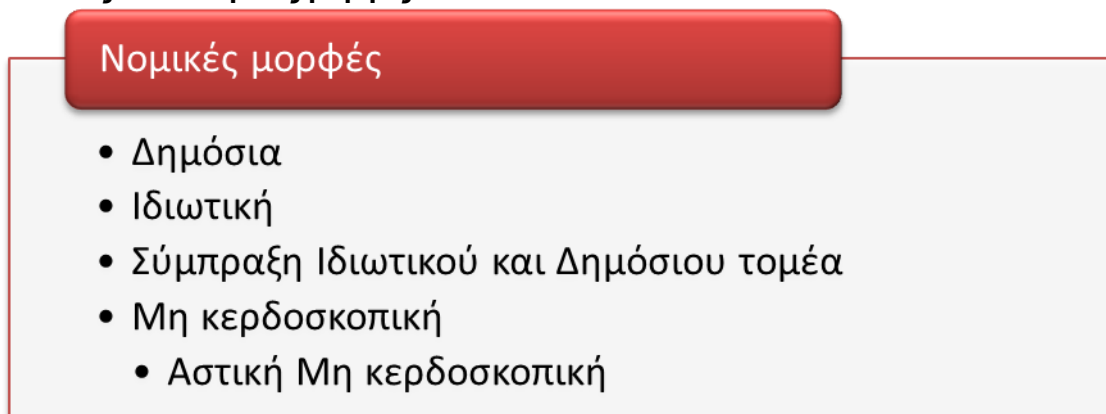 Νομικές μορφές
• Δημόσια
• Ιδιωτική
• Σύμπραξη Ιδιωτικού και Δημόσιου τομέα
• Μη κερδοσκοπική
• Αστική Μη κερδοσκοπική